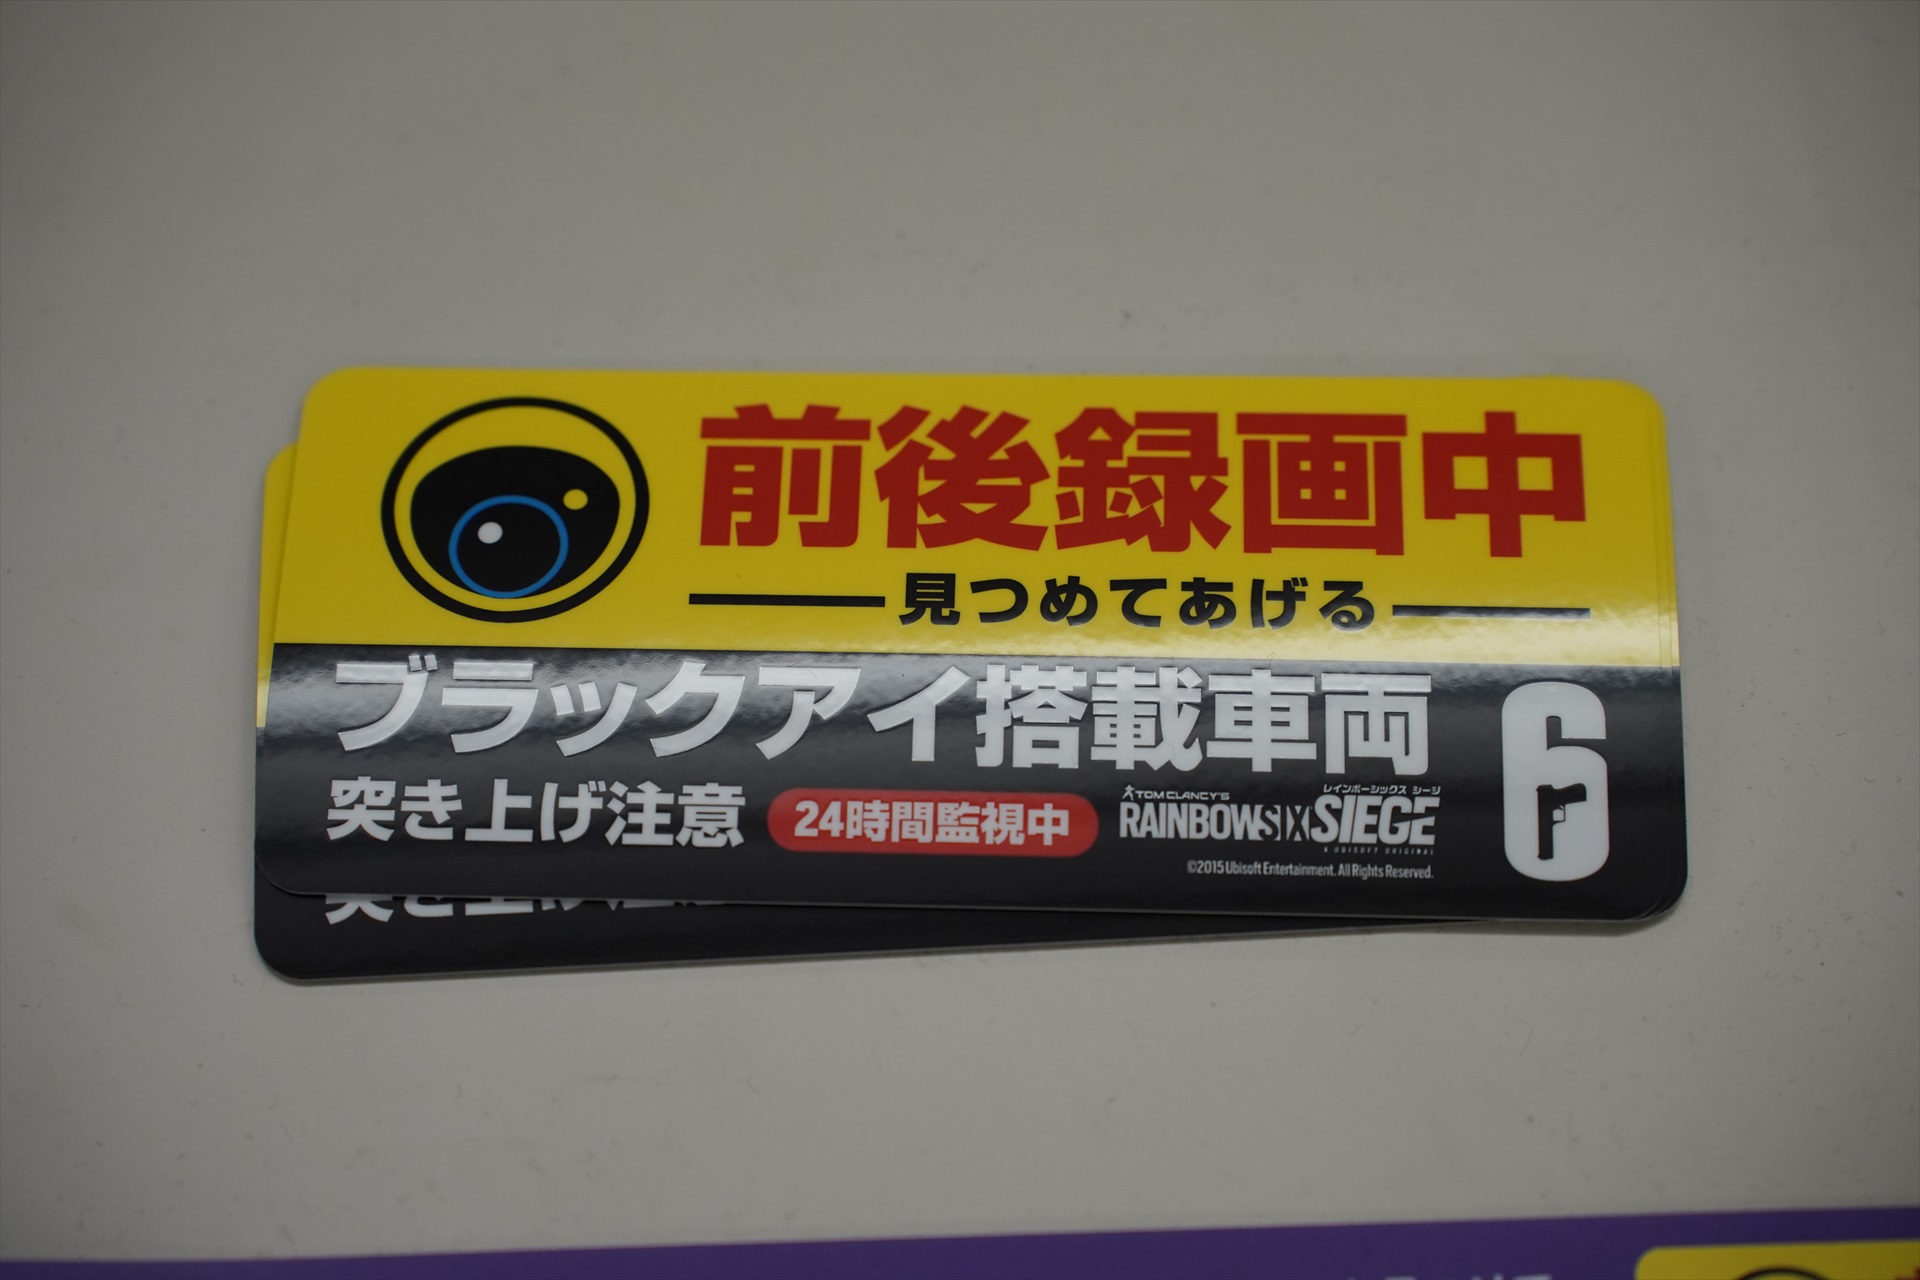 前後録画中
見つめてあげる
ブラックアイ搭載車両
突き上げ注意
24時間監視中
TOM CLANCY'S
レインボーシックス シージ
RAINBOWSIX SIEGE
A UBISOFT ORIGINAL
©2015 Ubisoft Entertainment. All Rights Reserved.
6